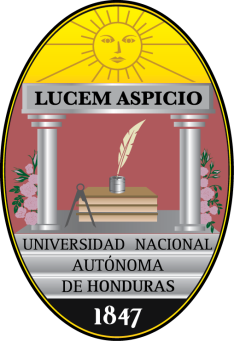 LUCEM ASPICIO
UNIVERSIDAD NACIONAL
AUTÓNOMA
DE HONDURAS
1847